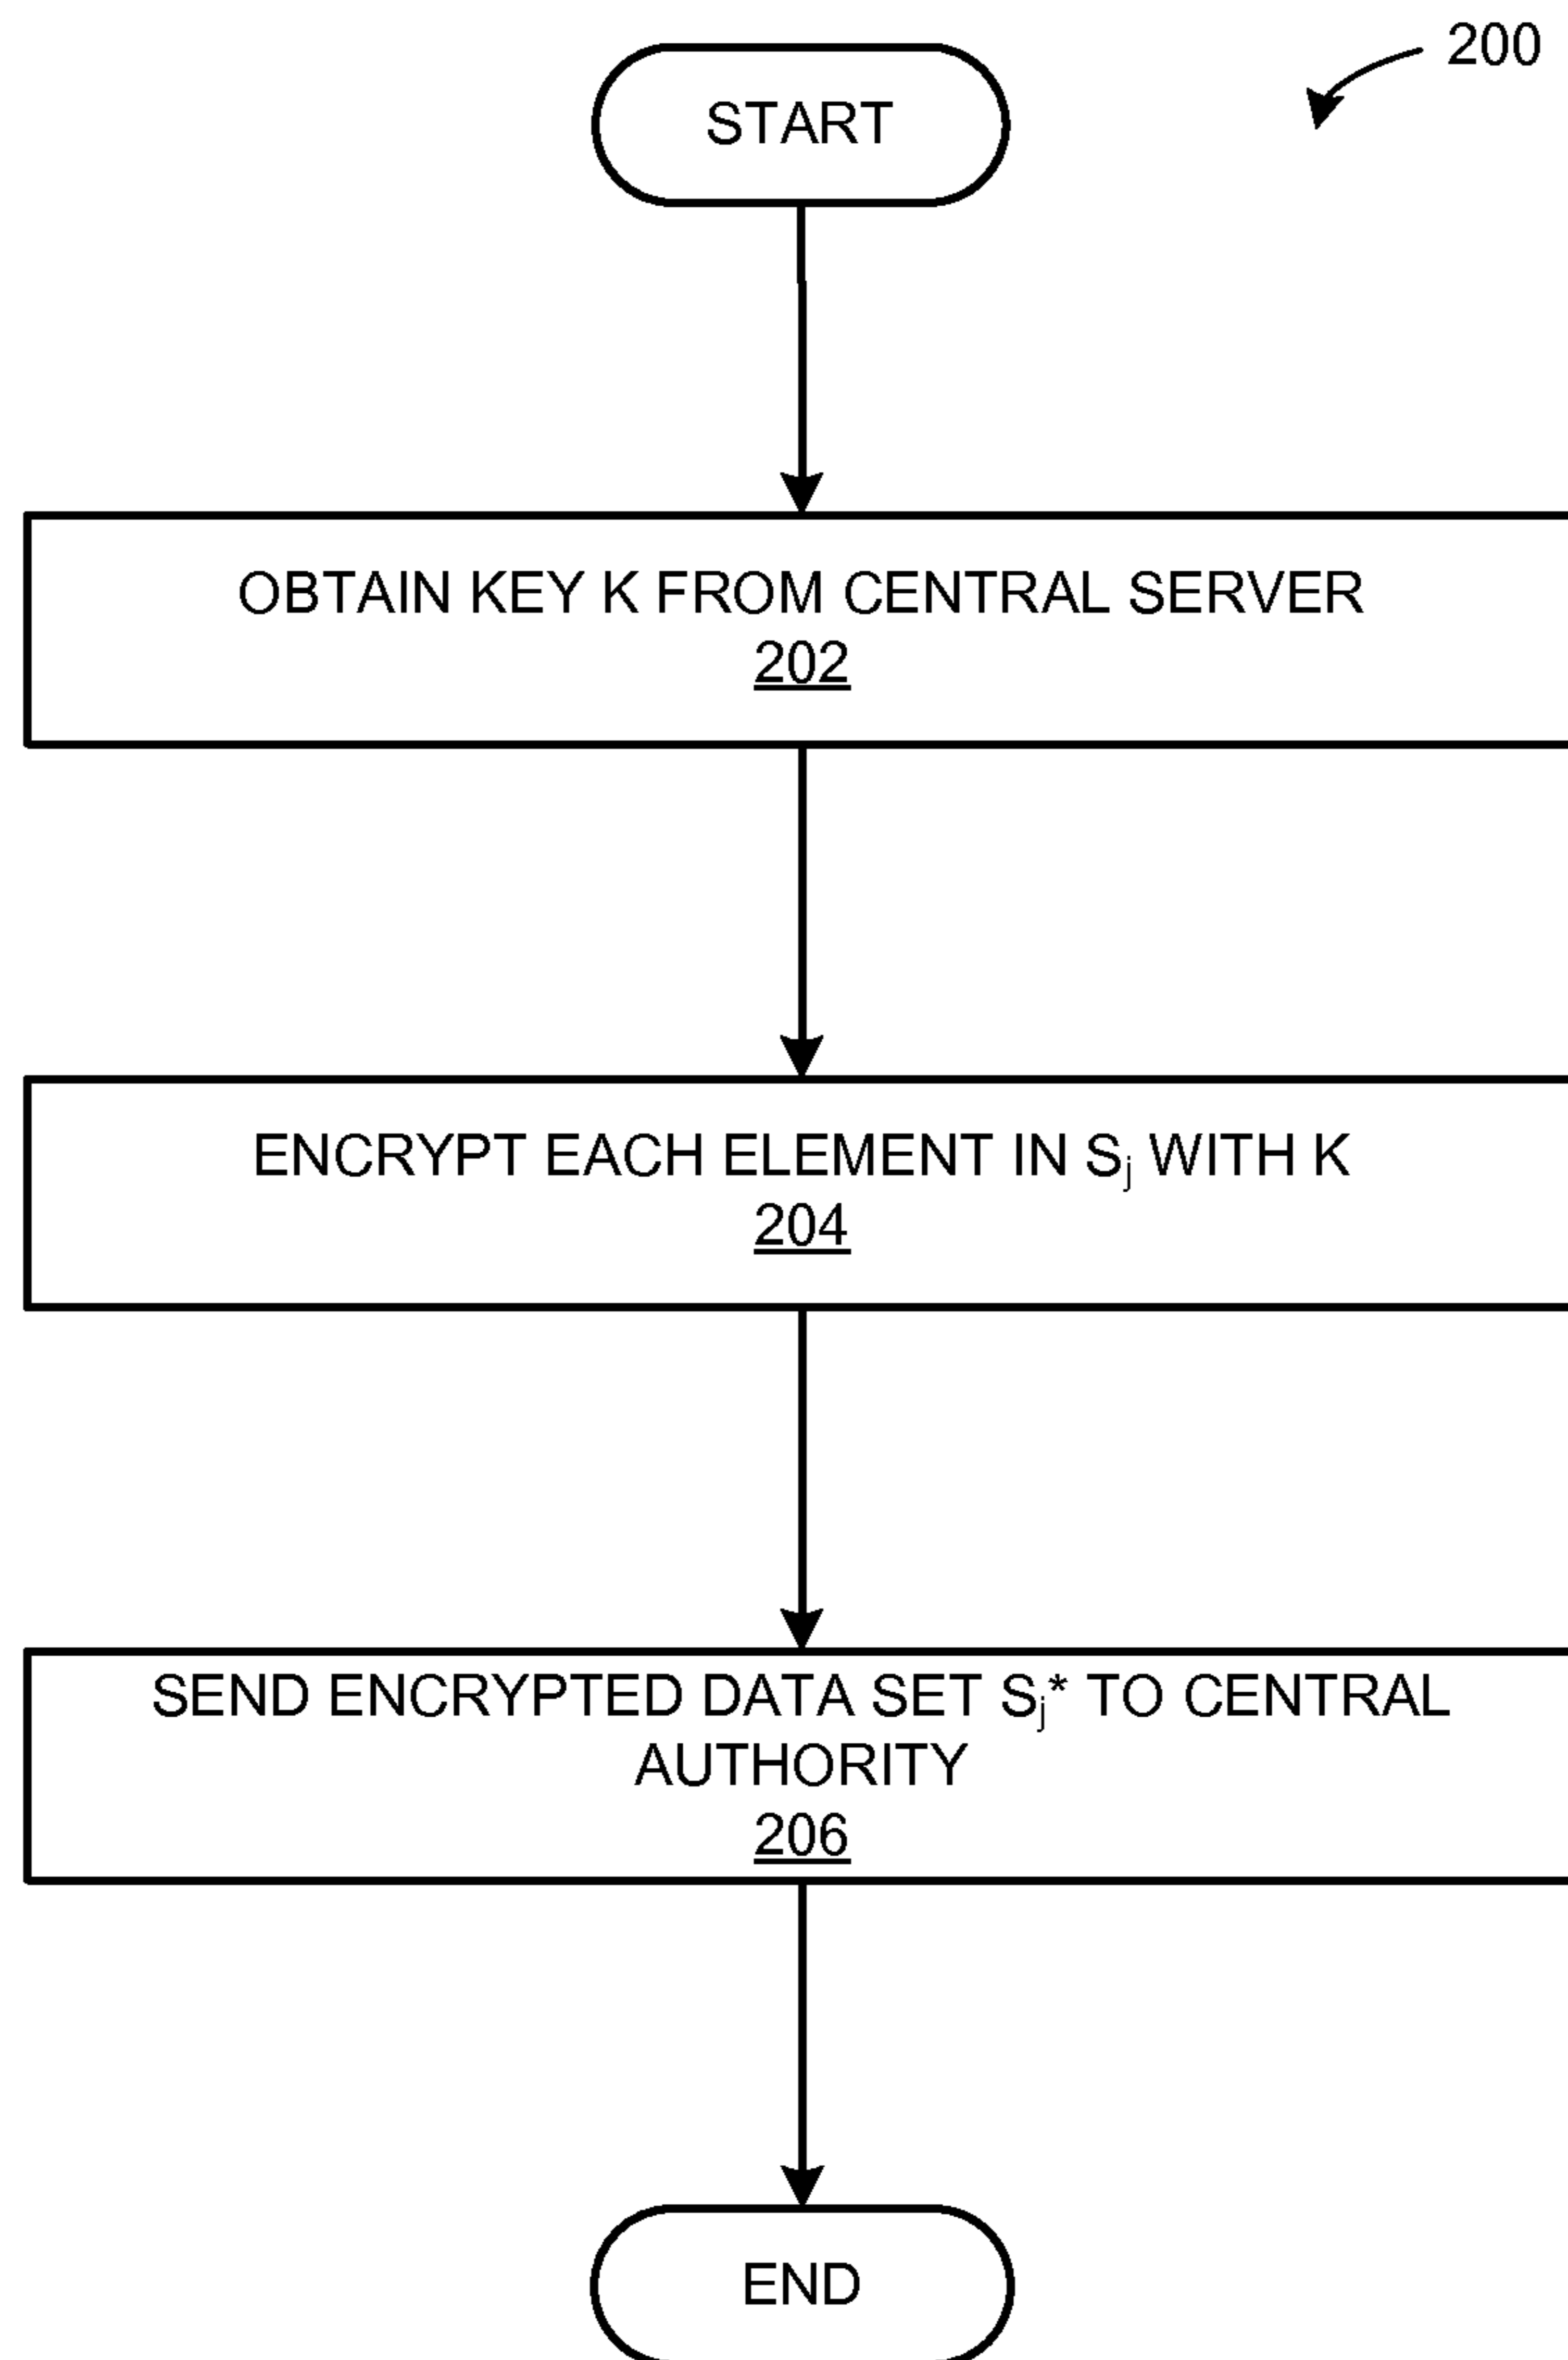 200
START
OBTAIN KEY K FROM CENTRAL SERVER
202
ENCRYPT EACH ELEMENT IN Sj WITH K
204
SEND ENCRYPTED DATA SET Sj* TO CENTRAL
AUTHORITY
206
END